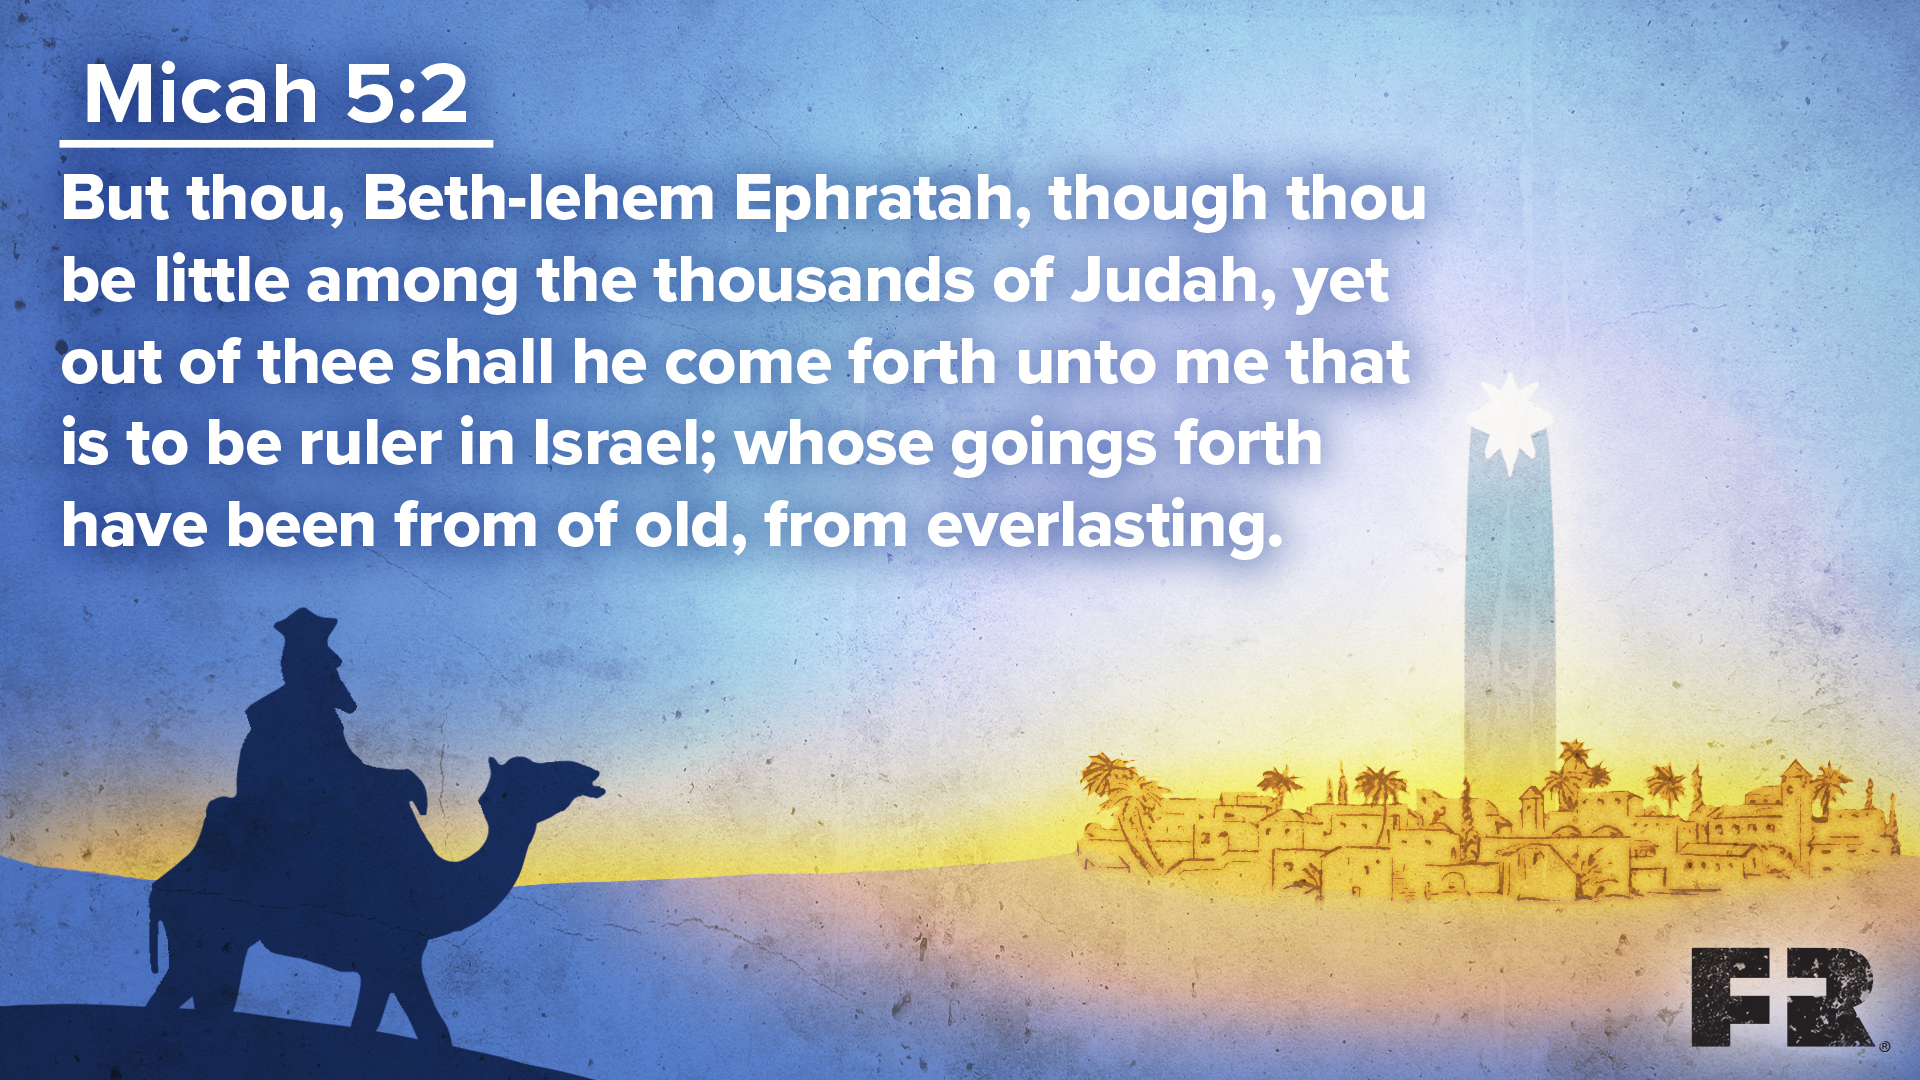 Micah 5:2
But thou, Beth-lehem Ephratah, though thou
be little among the thousands of Judah, yet
out of thee shall he come forth unto me that
is to be ruler in Israel; whose goings forth
have been from of old, from everlasting.
FR®